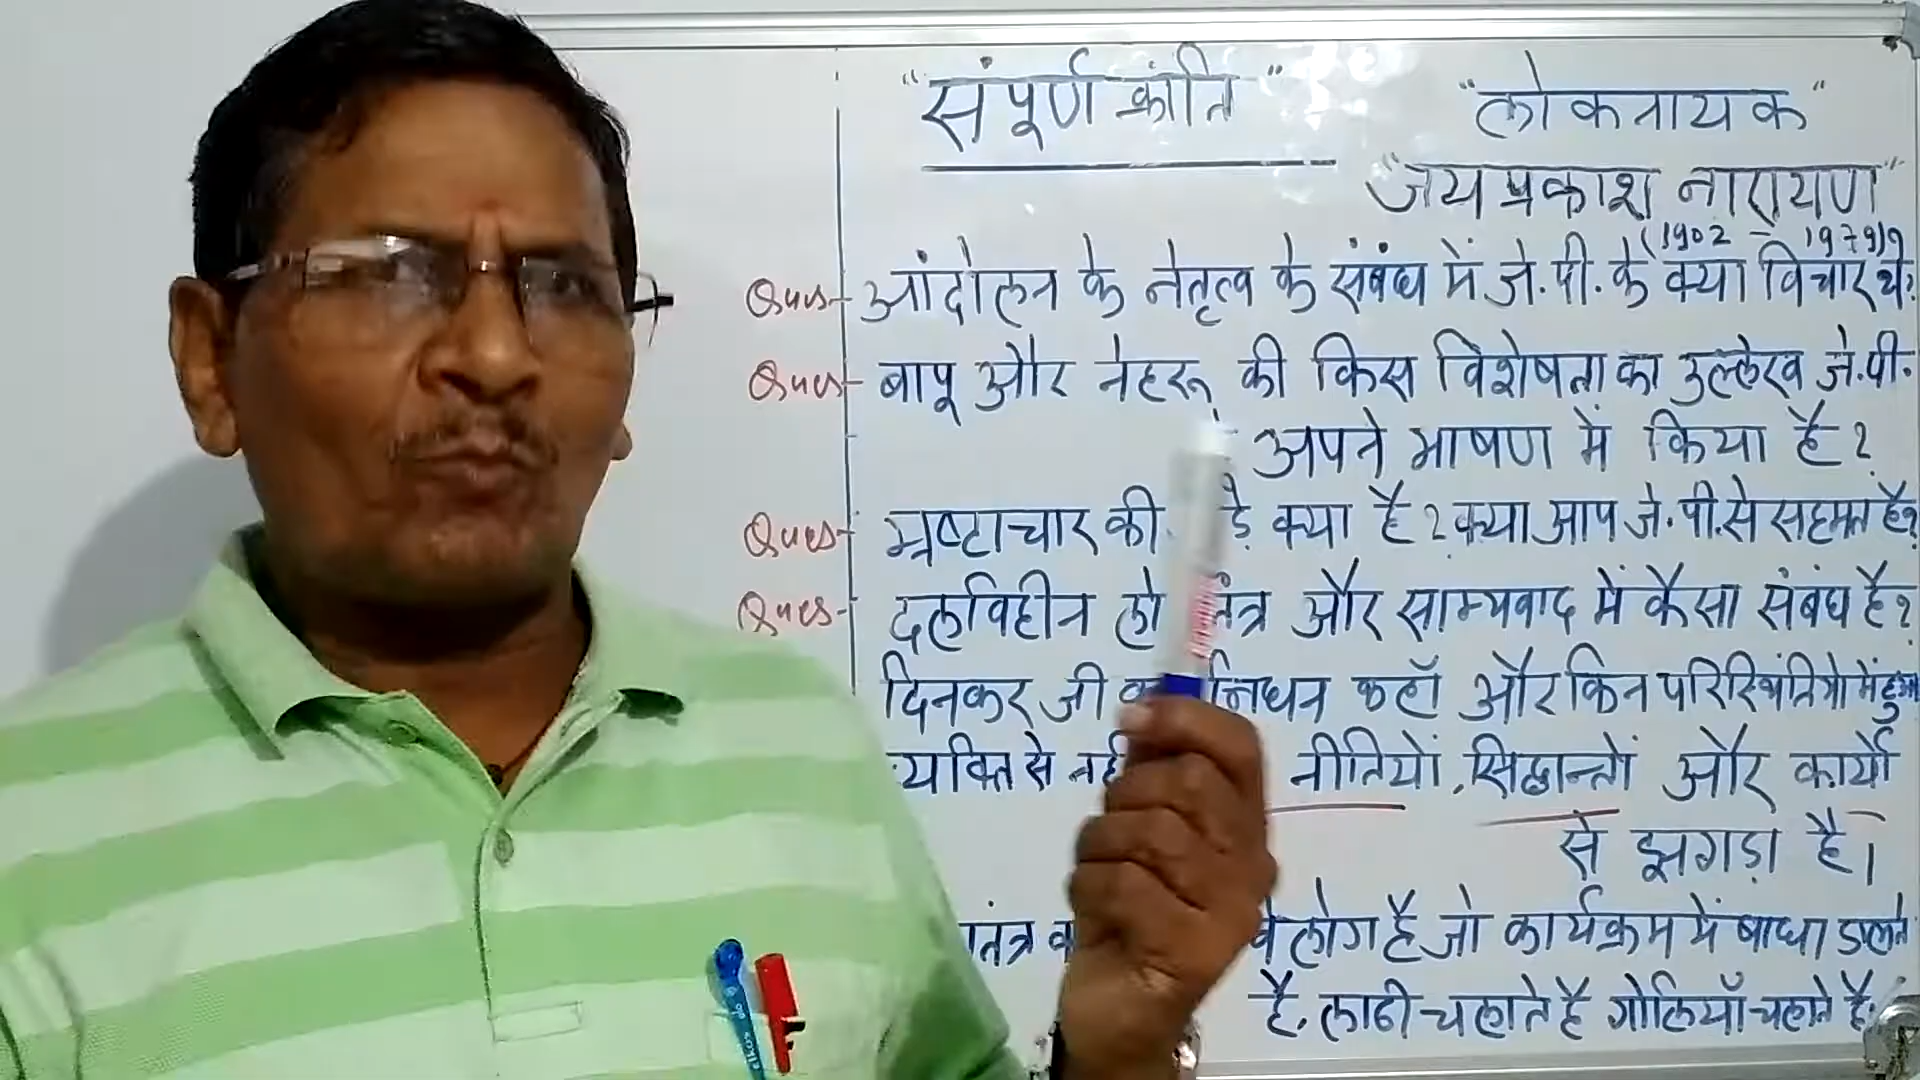 "संपूर्ण क्रांति"
"लोकनायक"
"जयप्रकाश नारायण"
(1902 - 1979)
Ques- आंदोलन के नेतृत्व के संबंध में जे.पी. के क्या विचार थे?
Ques- बापू और नेहरू की किस विशेषता का उल्लेख जे.पी.
अपने भाषण में किया है?
Ques- भ्रष्टाचार की ड़े क्या है? क्या आप जे.पी. से सहमत है?
Ques- दलविहीन लो तंत्र और साम्यवाद में कैसा संबंध है?
दिनकर जी निधन कहाँ और किन परिस्थितियो में हुआ
व्यक्ति से नहीं नीतियों, सिद्धान्तों और कार्यों
से झगड़ा है।
वे लोग है जो कार्यक्रम में बाधा डालते
है, लाठी चलाते है गोलियाँ चलाते है।